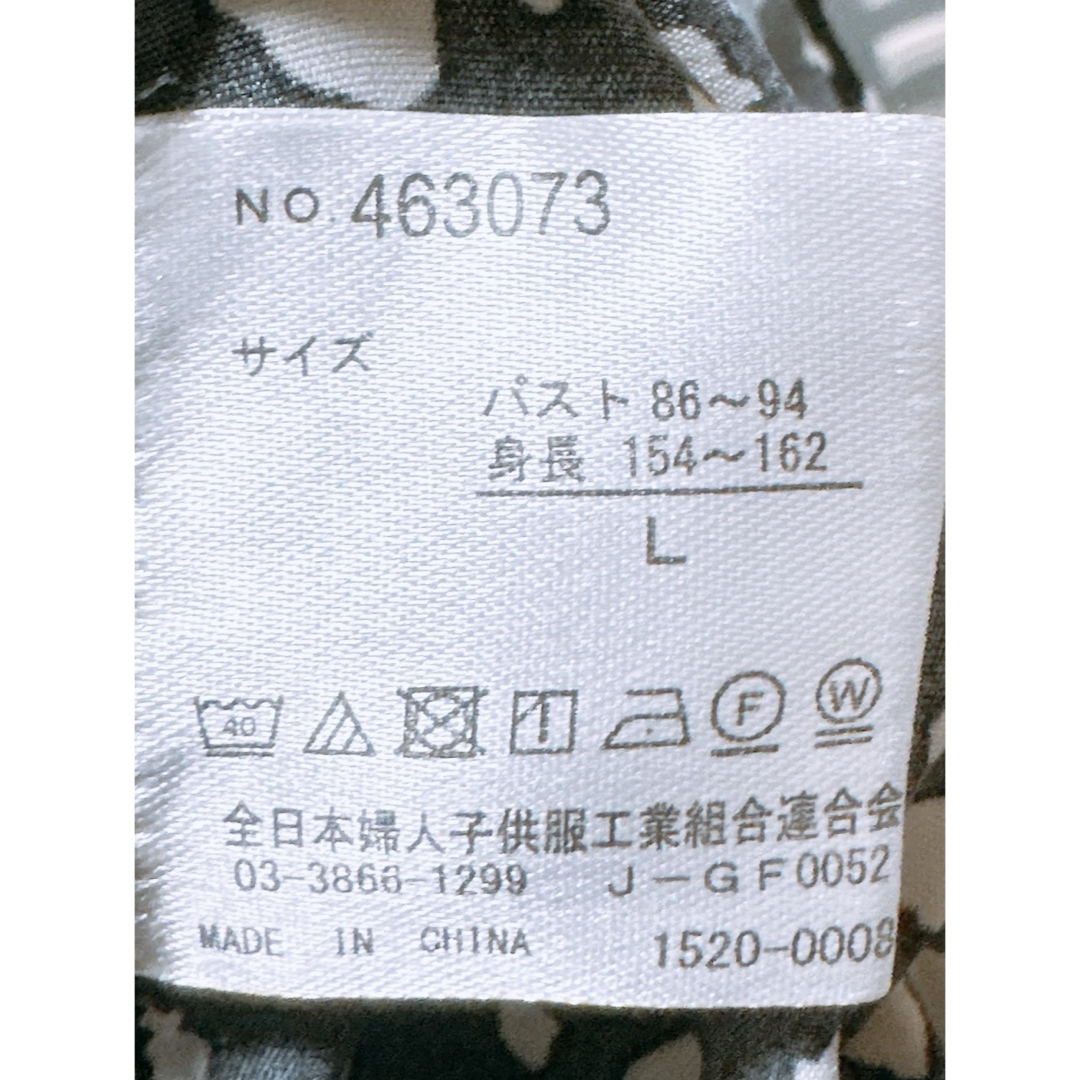 NO.463073
サイズ
バスト 86〜94
身長 154〜162
L
40 F W
全日本婦人子供服工業組合連合会
03-3866-1299 J-GF0052
MADE IN CHINA 1520-0008